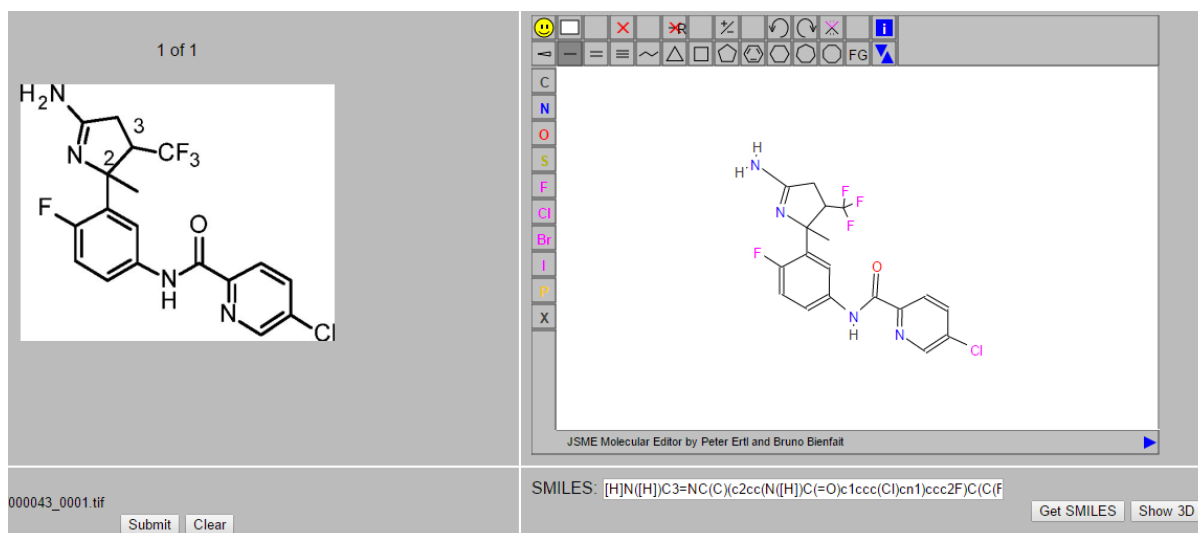 1 of 1
H₂N
3
N
2
CF₃
F
O
N
H
N
Cl
000043_0001.tif
Submit Clear
R
+/-
i
FG
C
N
O
S
F
Cl
Br
I
P
X
H
H N
F
F
N
F
F
O
N
H
N
Cl
JSME Molecular Editor by Peter Ertl and Bruno Bienfait
SMILES: [H]N([H])C3=NC(C)(c2cc(N([H])C(=O)c1ccc(Cl)cn1)ccc2F)C(C(F
Get SMILES Show 3D